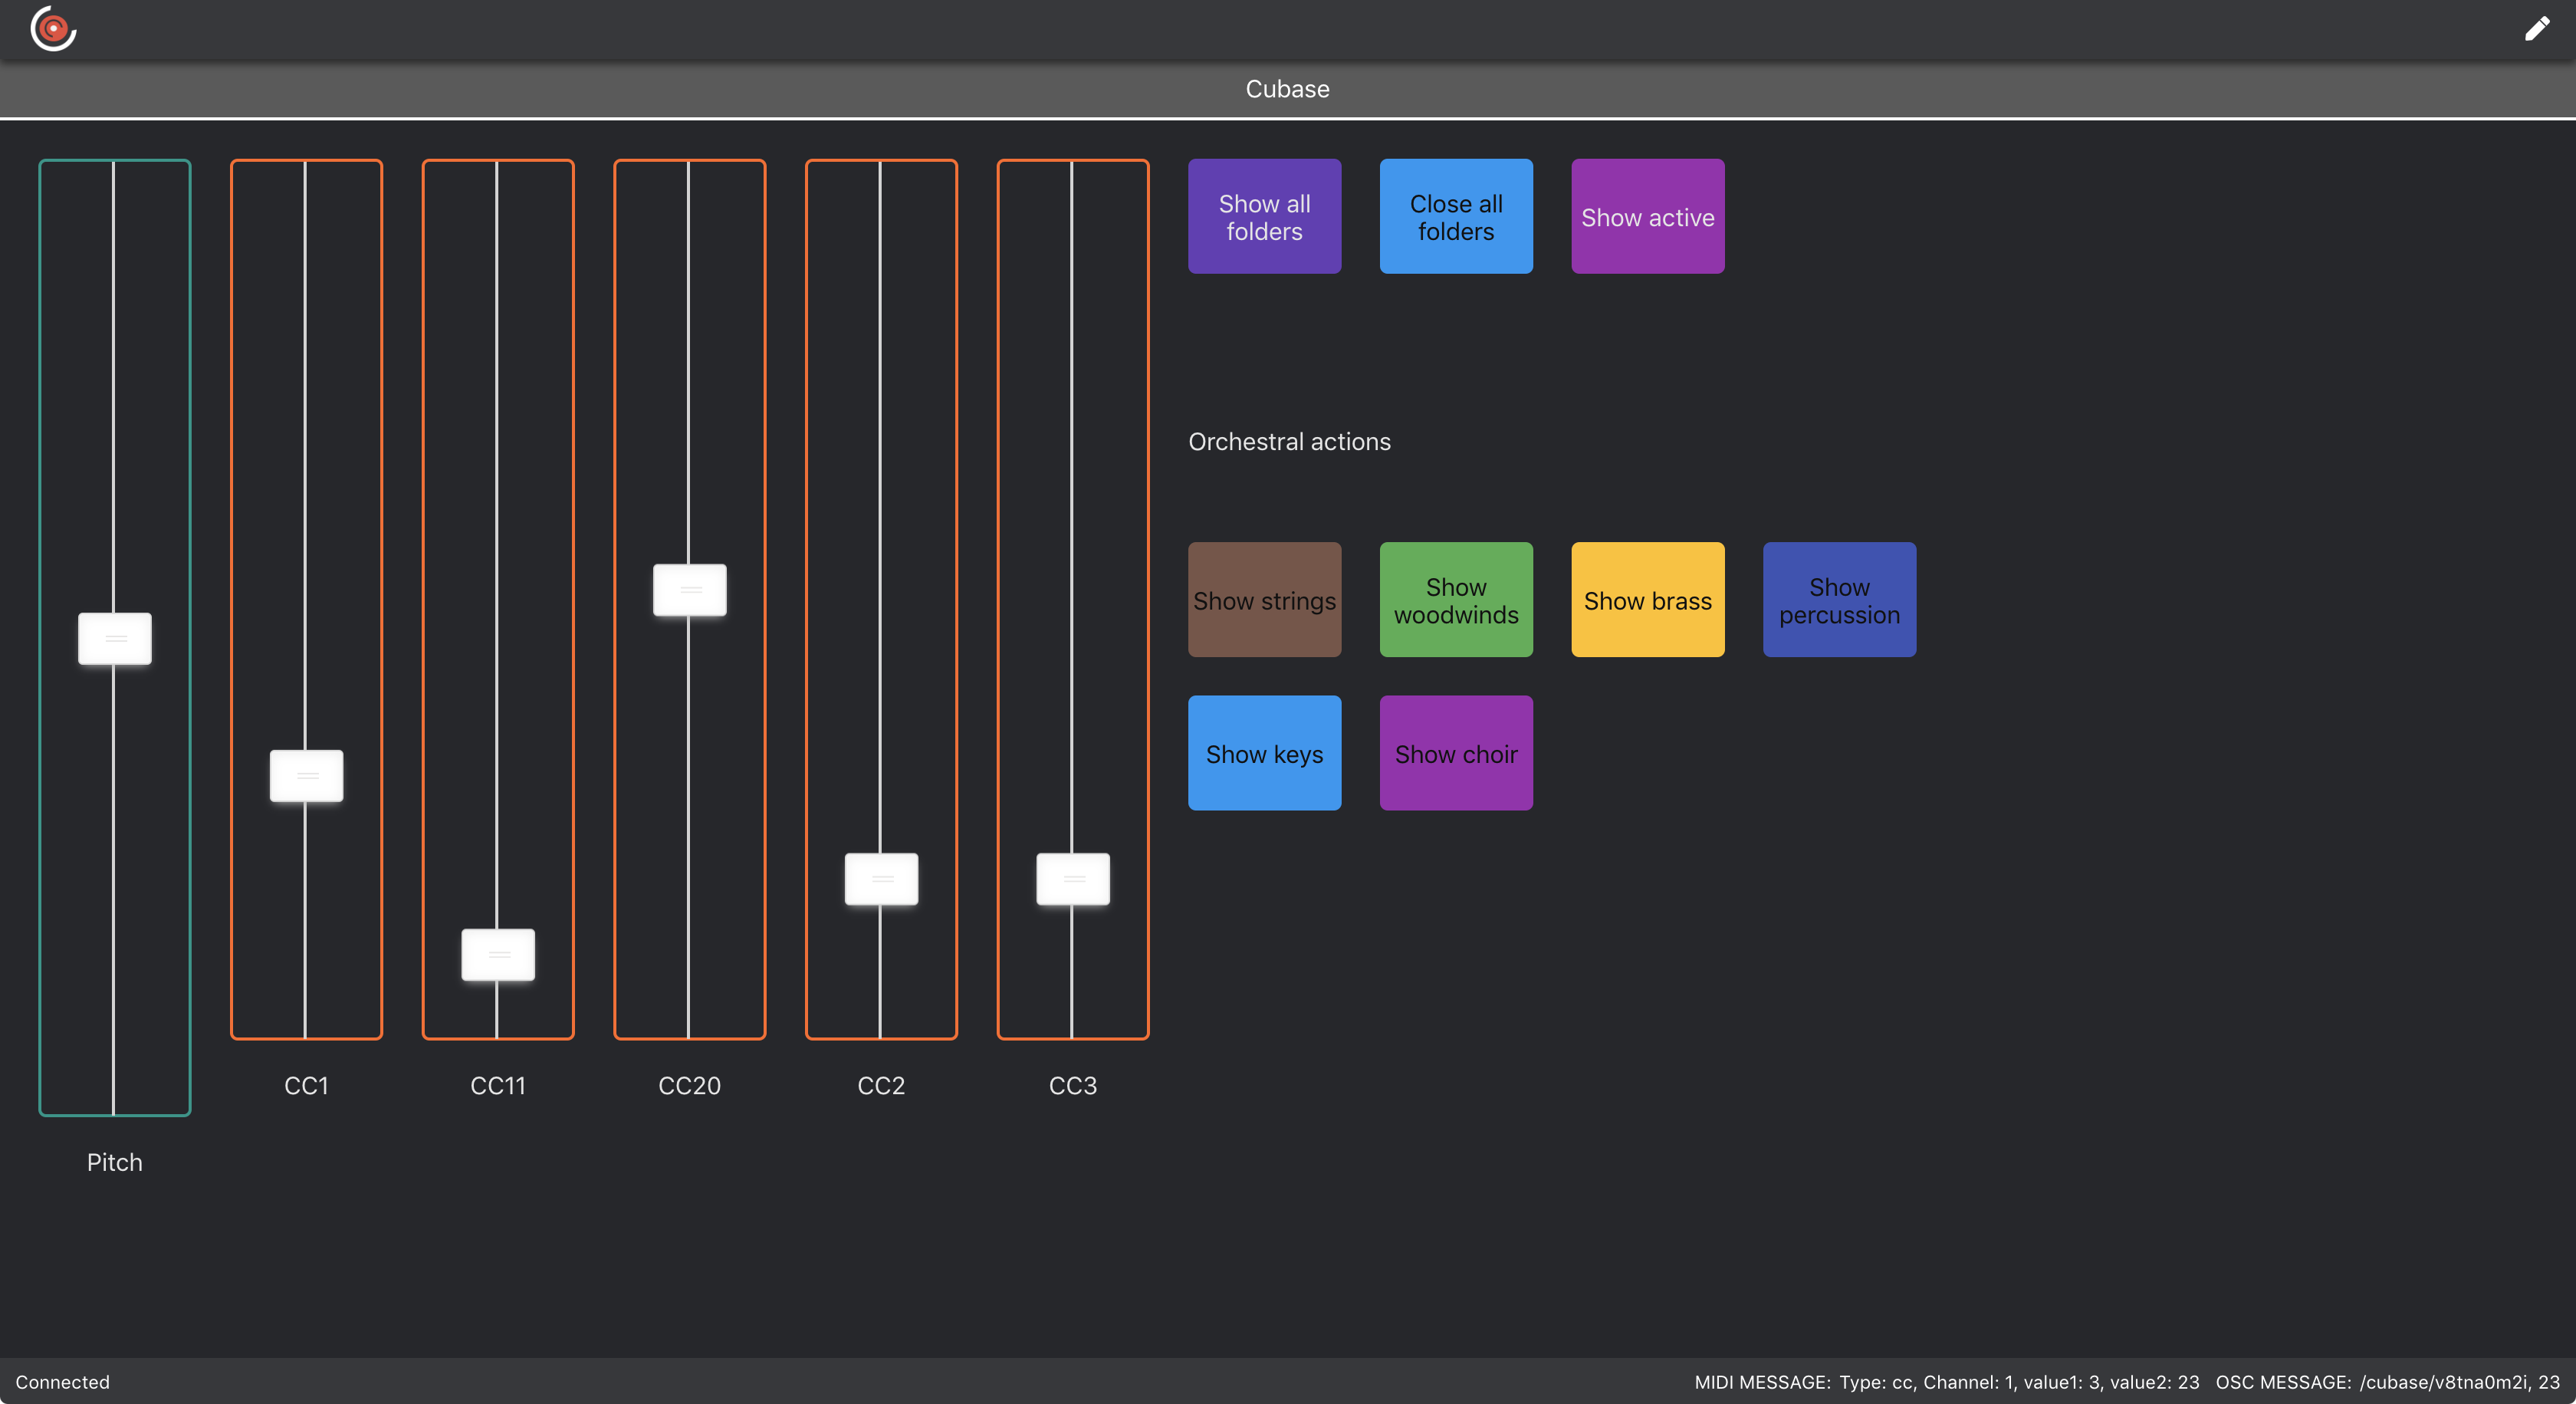 Cubase
Show all
folders
Close all
folders
Show active
Orchestral actions
Show strings
Show
woodwinds
Show brass
Show
percussion
Show keys
Show choir
CC1
CC11
CC20
CC2
CC3
Pitch
Connected
MIDI MESSAGE: Type: cc, Channel: 1, value1: 3, value2: 23 OSC MESSAGE: /cubase/v8tna0m2i, 23